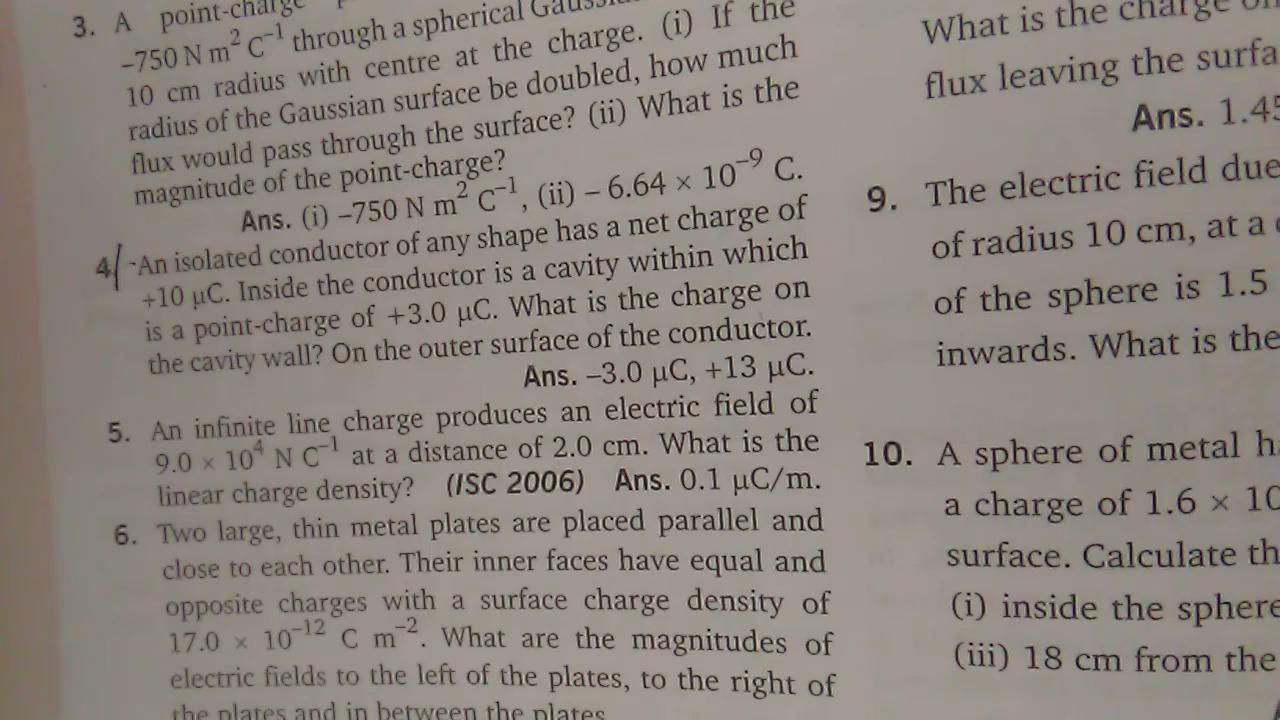 3. A point-charge
–750 N m² C⁻¹ through a spherical
10 cm radius with centre at the charge. (i) If the
radius of the Gaussian surface be doubled, how much
flux would pass through the surface? (ii) What is the
magnitude of the point-charge?
Ans. (i) –750 N m² C⁻¹, (ii) – 6.64 × 10⁻⁹ C.
4. An isolated conductor of any shape has a net charge of
+10 μC. Inside the conductor is a cavity within which
is a point-charge of +3.0 μC. What is the charge on
the cavity wall? On the outer surface of the conductor.
Ans. –3.0 μC, +13 μC.
5. An infinite line charge produces an electric field of
9.0 × 10⁴ N C⁻¹ at a distance of 2.0 cm. What is the
linear charge density? (ISC 2006) Ans. 0.1 μC/m.
6. Two large, thin metal plates are placed parallel and
close to each other. Their inner faces have equal and
opposite charges with a surface charge density of
17.0 × 10⁻¹² C m⁻². What are the magnitudes of
electric fields to the left of the plates, to the right of
the plates and in between the plates
What is the charge
flux leaving the
Ans. 1.45
9. The electric field due
of radius 10 cm, at a
of the sphere is 1.5
inwards. What is the
10. A sphere of metal
a charge of 1.6 × 10
surface. Calculate
(i) inside the sphere
(iii) 18 cm from the